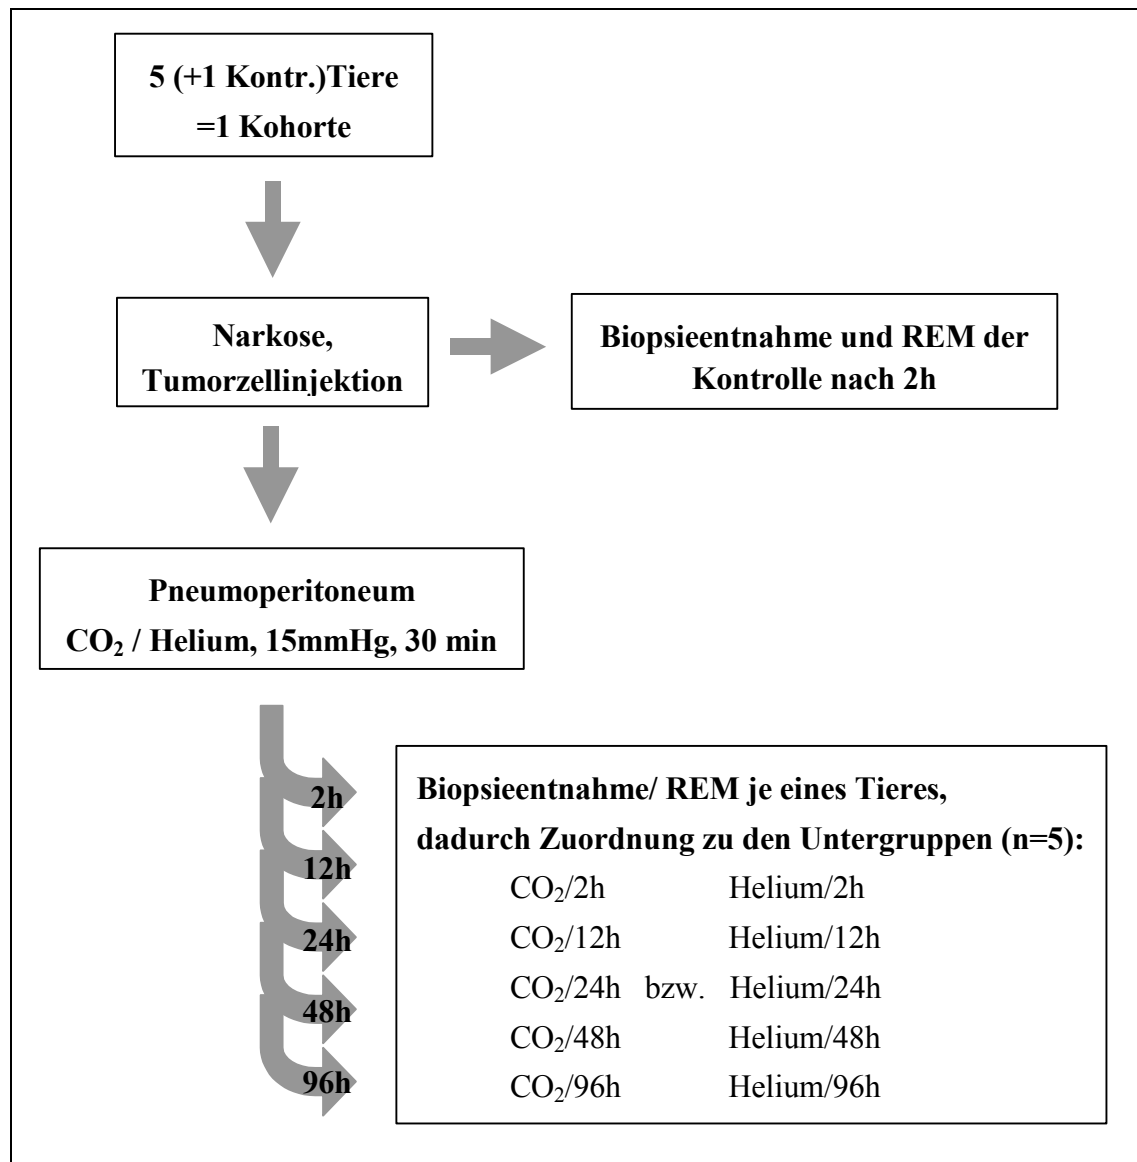 5 (+1 Kontr.)Tiere
=1 Kohorte
Narkose,
Tumorzellinjektion
Biopsieentnahme und REM der
Kontrolle nach 2h
Pneumoperitoneum
CO₂ / Helium, 15mmHg, 30 min
2h
12h
24h
48h
96h
Biopsieentnahme/ REM je eines Tieres,
dadurch Zuordnung zu den Untergruppen (n=5):
CO₂/2h Helium/2h
CO₂/12h Helium/12h
CO₂/24h bzw. Helium/24h
CO₂/48h Helium/48h
CO₂/96h Helium/96h